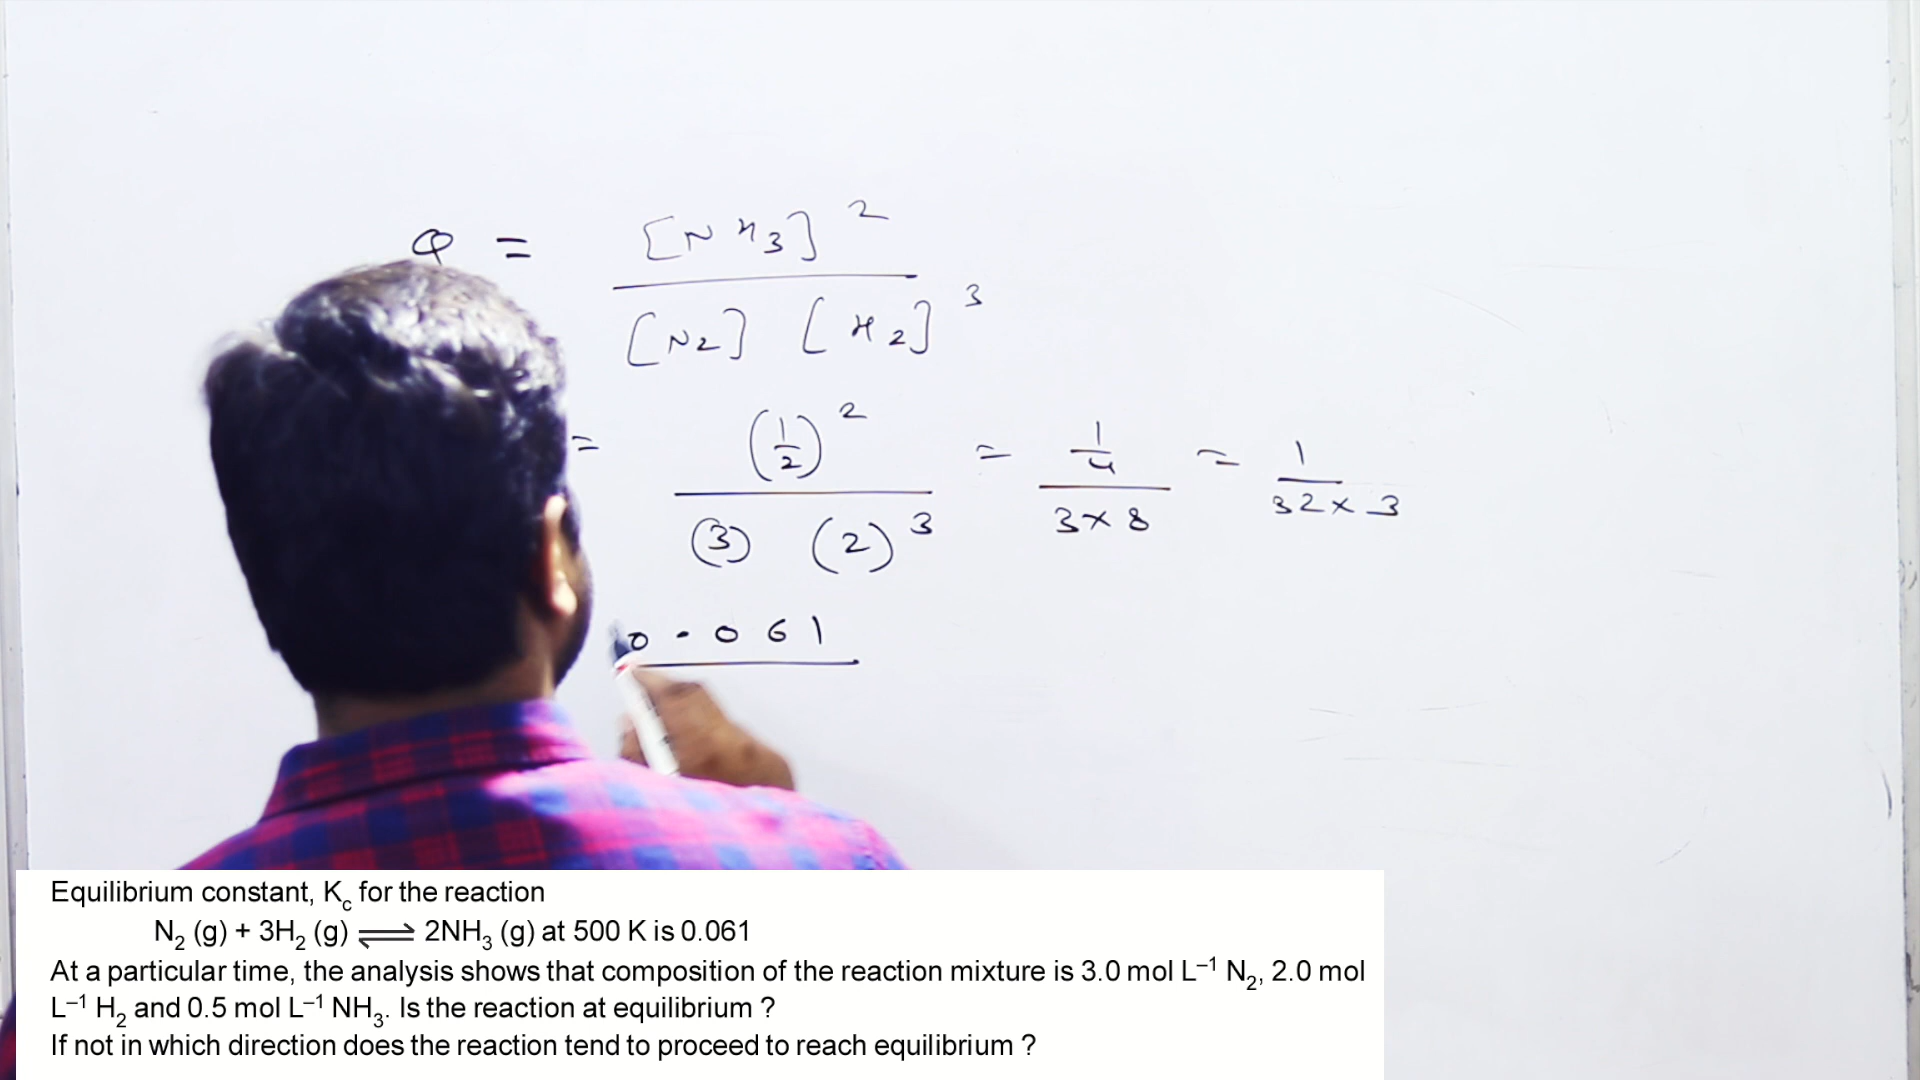 Q = [NH3]²
[N2] [H2]³
= (1/2)² = 1/4 = 1
(3) (2)³ 3×8 32×3
0.061
Equilibrium constant, Kc for the reaction
N2 (g) + 3H2 (g) ⇌ 2NH3 (g) at 500 K is 0.061
At a particular time, the analysis shows that composition of the reaction mixture is 3.0 mol L⁻¹ N2, 2.0 mol
L⁻¹ H2 and 0.5 mol L⁻¹ NH3. Is the reaction at equilibrium ?
If not in which direction does the reaction tend to proceed to reach equilibrium ?